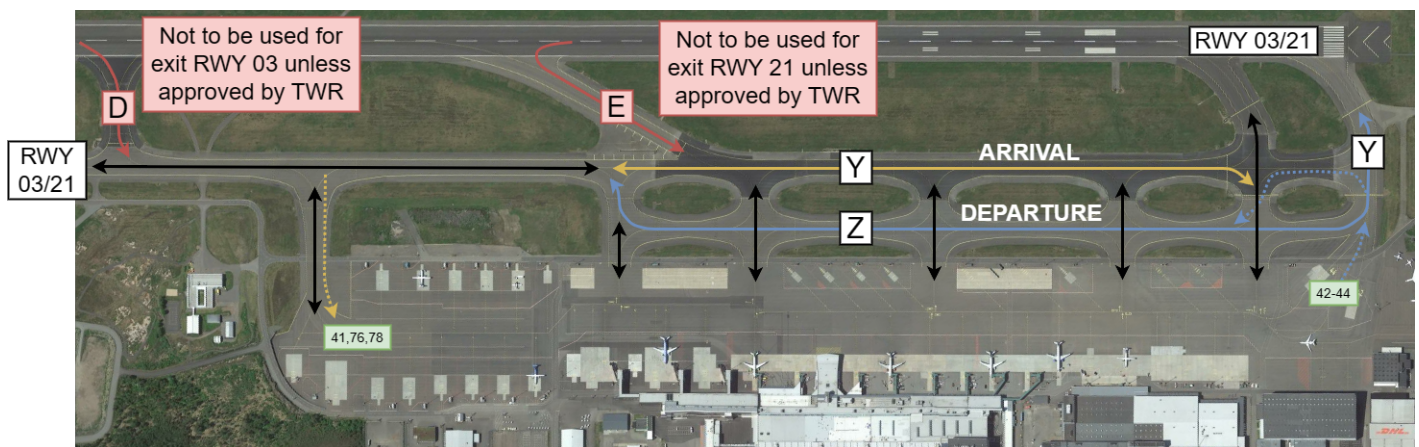 Not to be used for
exit RWY 03 unless
approved by TWR
Not to be used for
exit RWY 21 unless
approved by TWR
RWY 03/21
D
E
RWY
03/21
Y
ARRIVAL
Y
DEPARTURE
Z
42-44
41,76,78
DHL